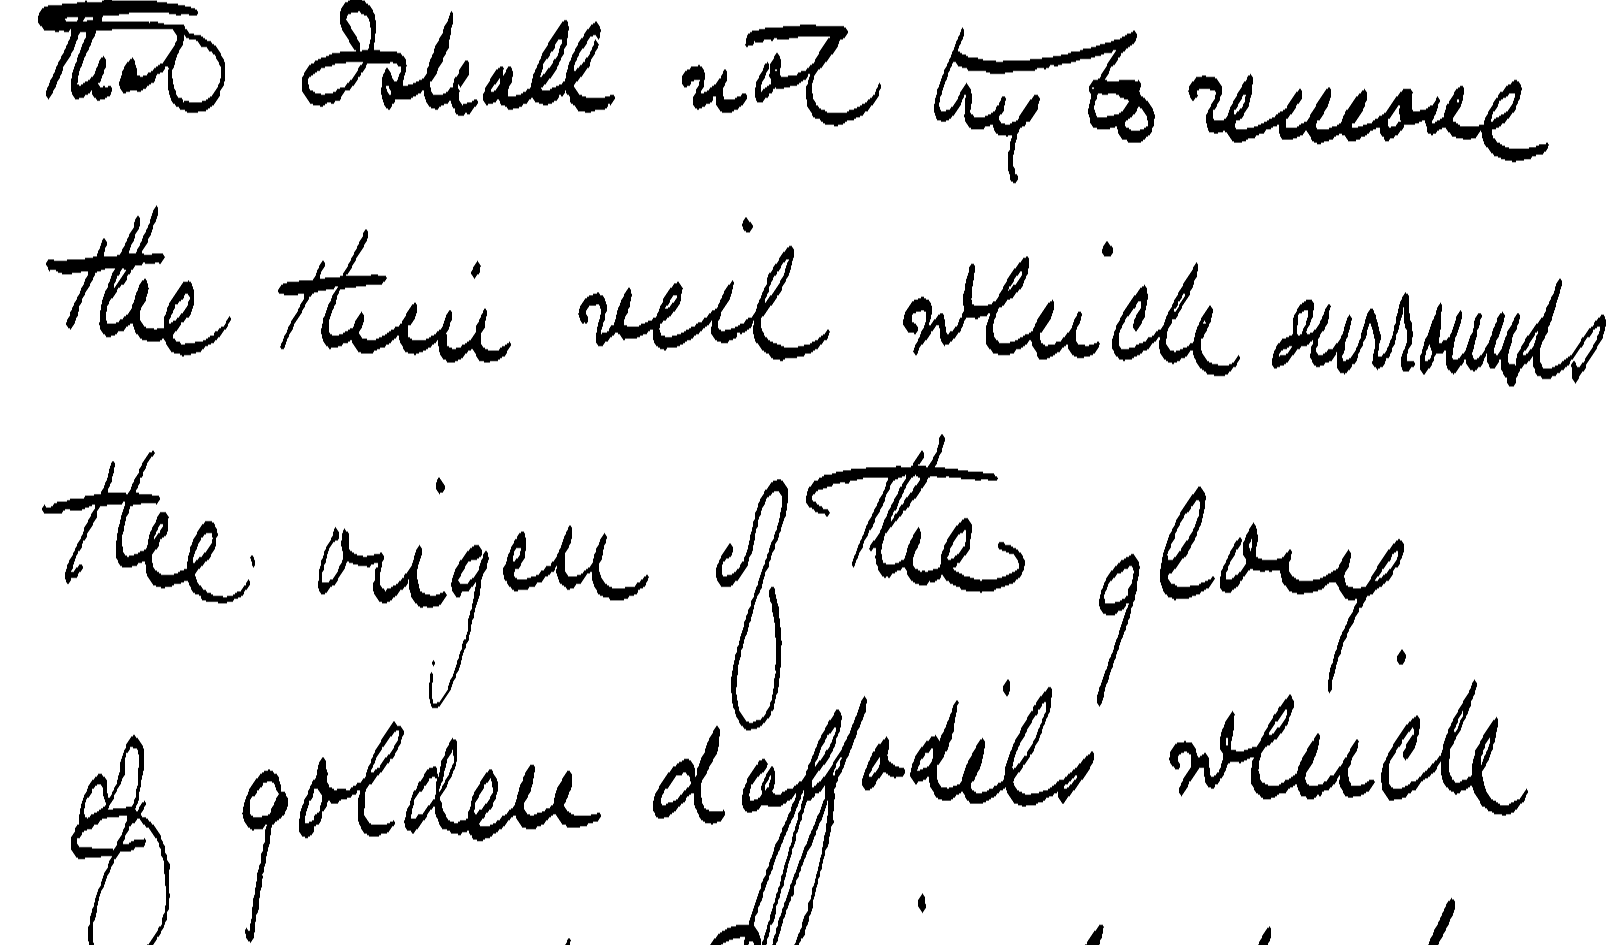 that I shall not try to remove
the thin veil which surrounds
the origen of the glory
of golden daffodils which